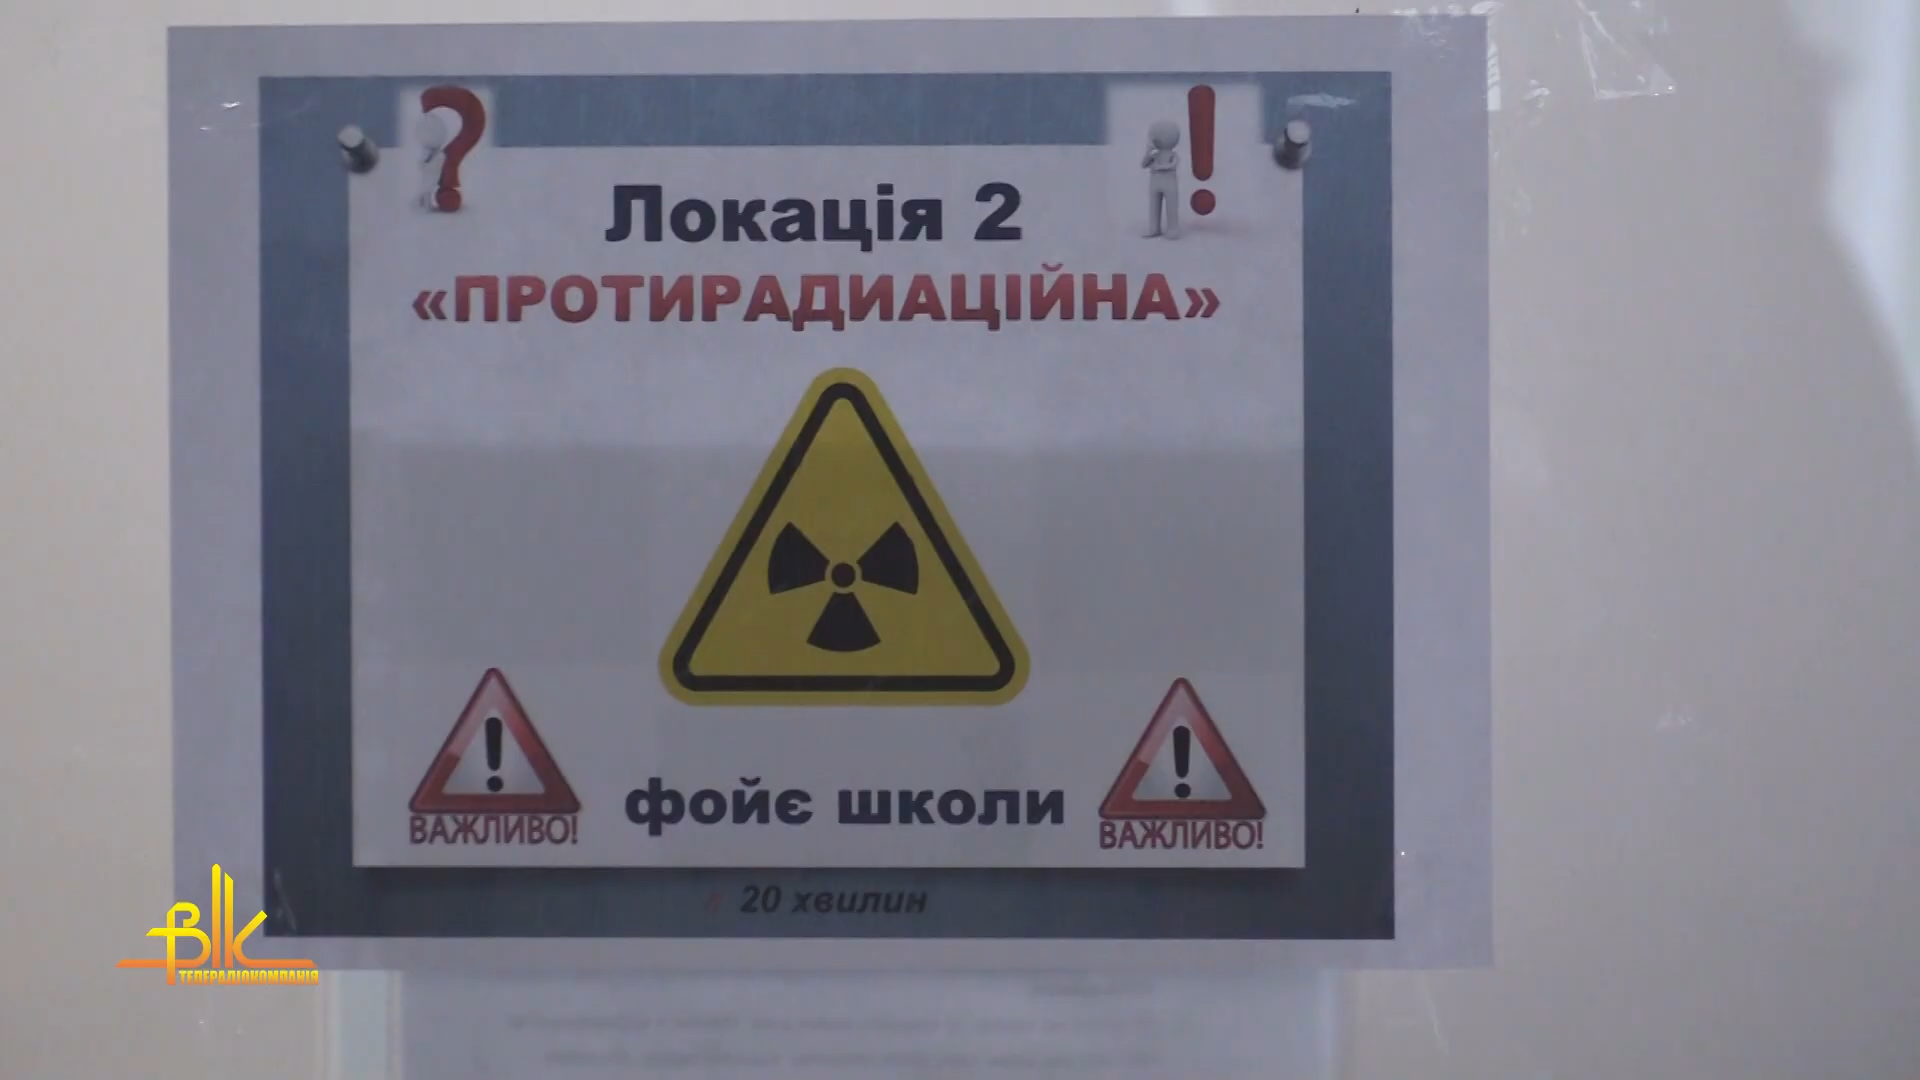 Локація 2
«ПРОТИРАДИАЦІЙНА»
ВАЖЛИВО!
фойє школи
ВАЖЛИВО!
20 хвилин
ВІК
ТЕЛЕРАДІОКОМПАНІЯ